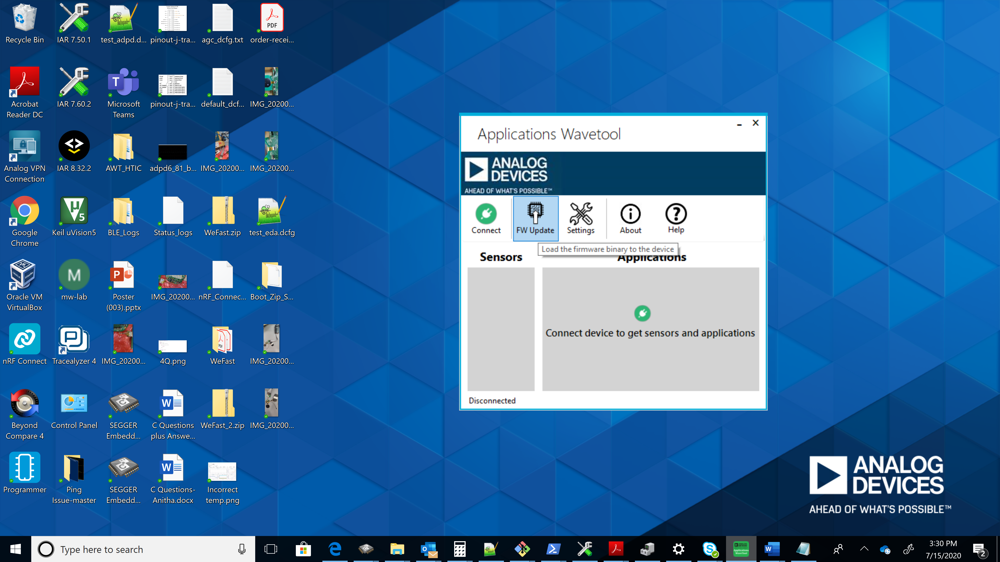 Recycle Bin
IAR 7.50.1
test_adpd.d...
pinout-j-tra...
agc_dcfg.txt
PDF
order-recei...
Acrobat
Reader DC
IAR 7.60.2
Microsoft
Teams
pinout-j-tra...
default_dcf...
IMG_20200...
Analog VPN
Connection
IAR 8.32.2
AWT_HTIC
adpd6_81_b...
IMG_20200...
IMG_20200...
Google
Chrome
Keil uVision5
BLE_Logs
Status_logs
WeFast.zip
test_eda.dcfg
Oracle VM
VirtualBox
M
mw-lab
Poster
(003).pptx
IMG_20200...
nRF_Connec...
Boot_Zip_S...
nRF Connect
Tracealyzer 4
IMG_20200...
4Q.png
WeFast
IMG_20200...
Beyond
Compare 4
Control Panel
SEGGER
Embedd...
C Questions
plus Answe...
WeFast_2.zip
IMG_20200...
Programmer
Ping
Issue-master
SEGGER
Embedd...
C Questions-
Anitha.docx
Incorrect
temp.png
Applications Wavetool
ANALOG
DEVICES
AHEAD OF WHAT'S POSSIBLE™
Connect
FW Update
Settings
About
Help
Load the firmware binary to the device
Sensors
Applications
Connect device to get sensors and applications
Disconnected
ANALOG
DEVICES
AHEAD OF WHAT'S POSSIBLE™
Type here to search
3:30 PM
7/15/2020
2